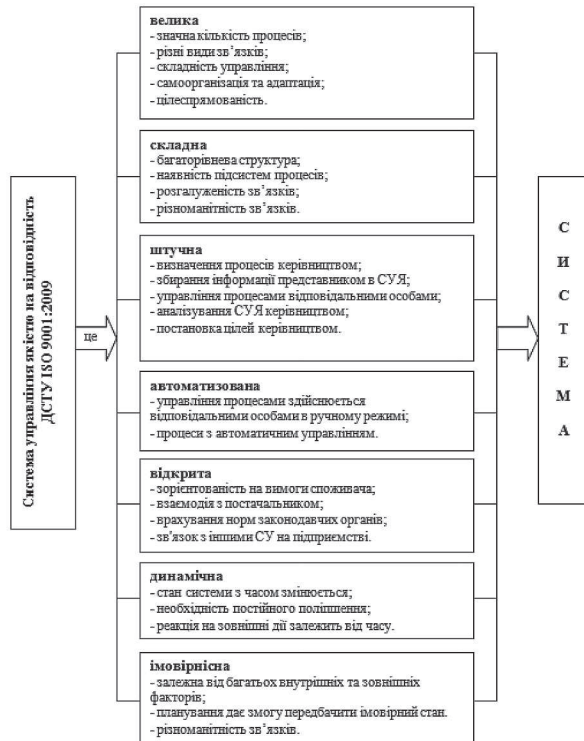 Система управління якістю на відповідність
ДСТУ ISO 9001:2009
це
велика
- значна кількість процесів;
- різні види зв’язків;
- складність управління;
- самоорганізація та адаптація;
- цілеспрямованість.
складна
- багаторівнева структура;
- наявність підсистем процесів;
- розгалуженість зв’язків;
- різноманітність зв’язків.
штучна
- визначення процесів керівництвом;
- збирання інформації представником в СУЯ;
- управління процесами відповідальними особами;
- аналізування СУЯ керівництвом;
- постановка цілей керівництвом.
автоматизована
- управління процесами здійснюється
відповідальними особами в ручному режимі;
- процеси з автоматичним управлінням.
відкрита
- зорієнтованість на вимоги споживача;
- взаємодія з постачальником;
- врахування норм законодавчих органів;
- зв'язок з іншими СУ на підприємстві.
динамічна
- стан системи з часом змінюється;
- необхідність постійного поліпшення;
- реакція на зовнішні дії залежить від часу.
імовірнісна
- залежна від багатьох внутрішніх та зовнішніх
факторів;
- планування дає змогу передбачити імовірний стан.
- різноманітність зв’язків.
С
И
С
Т
Е
М
А